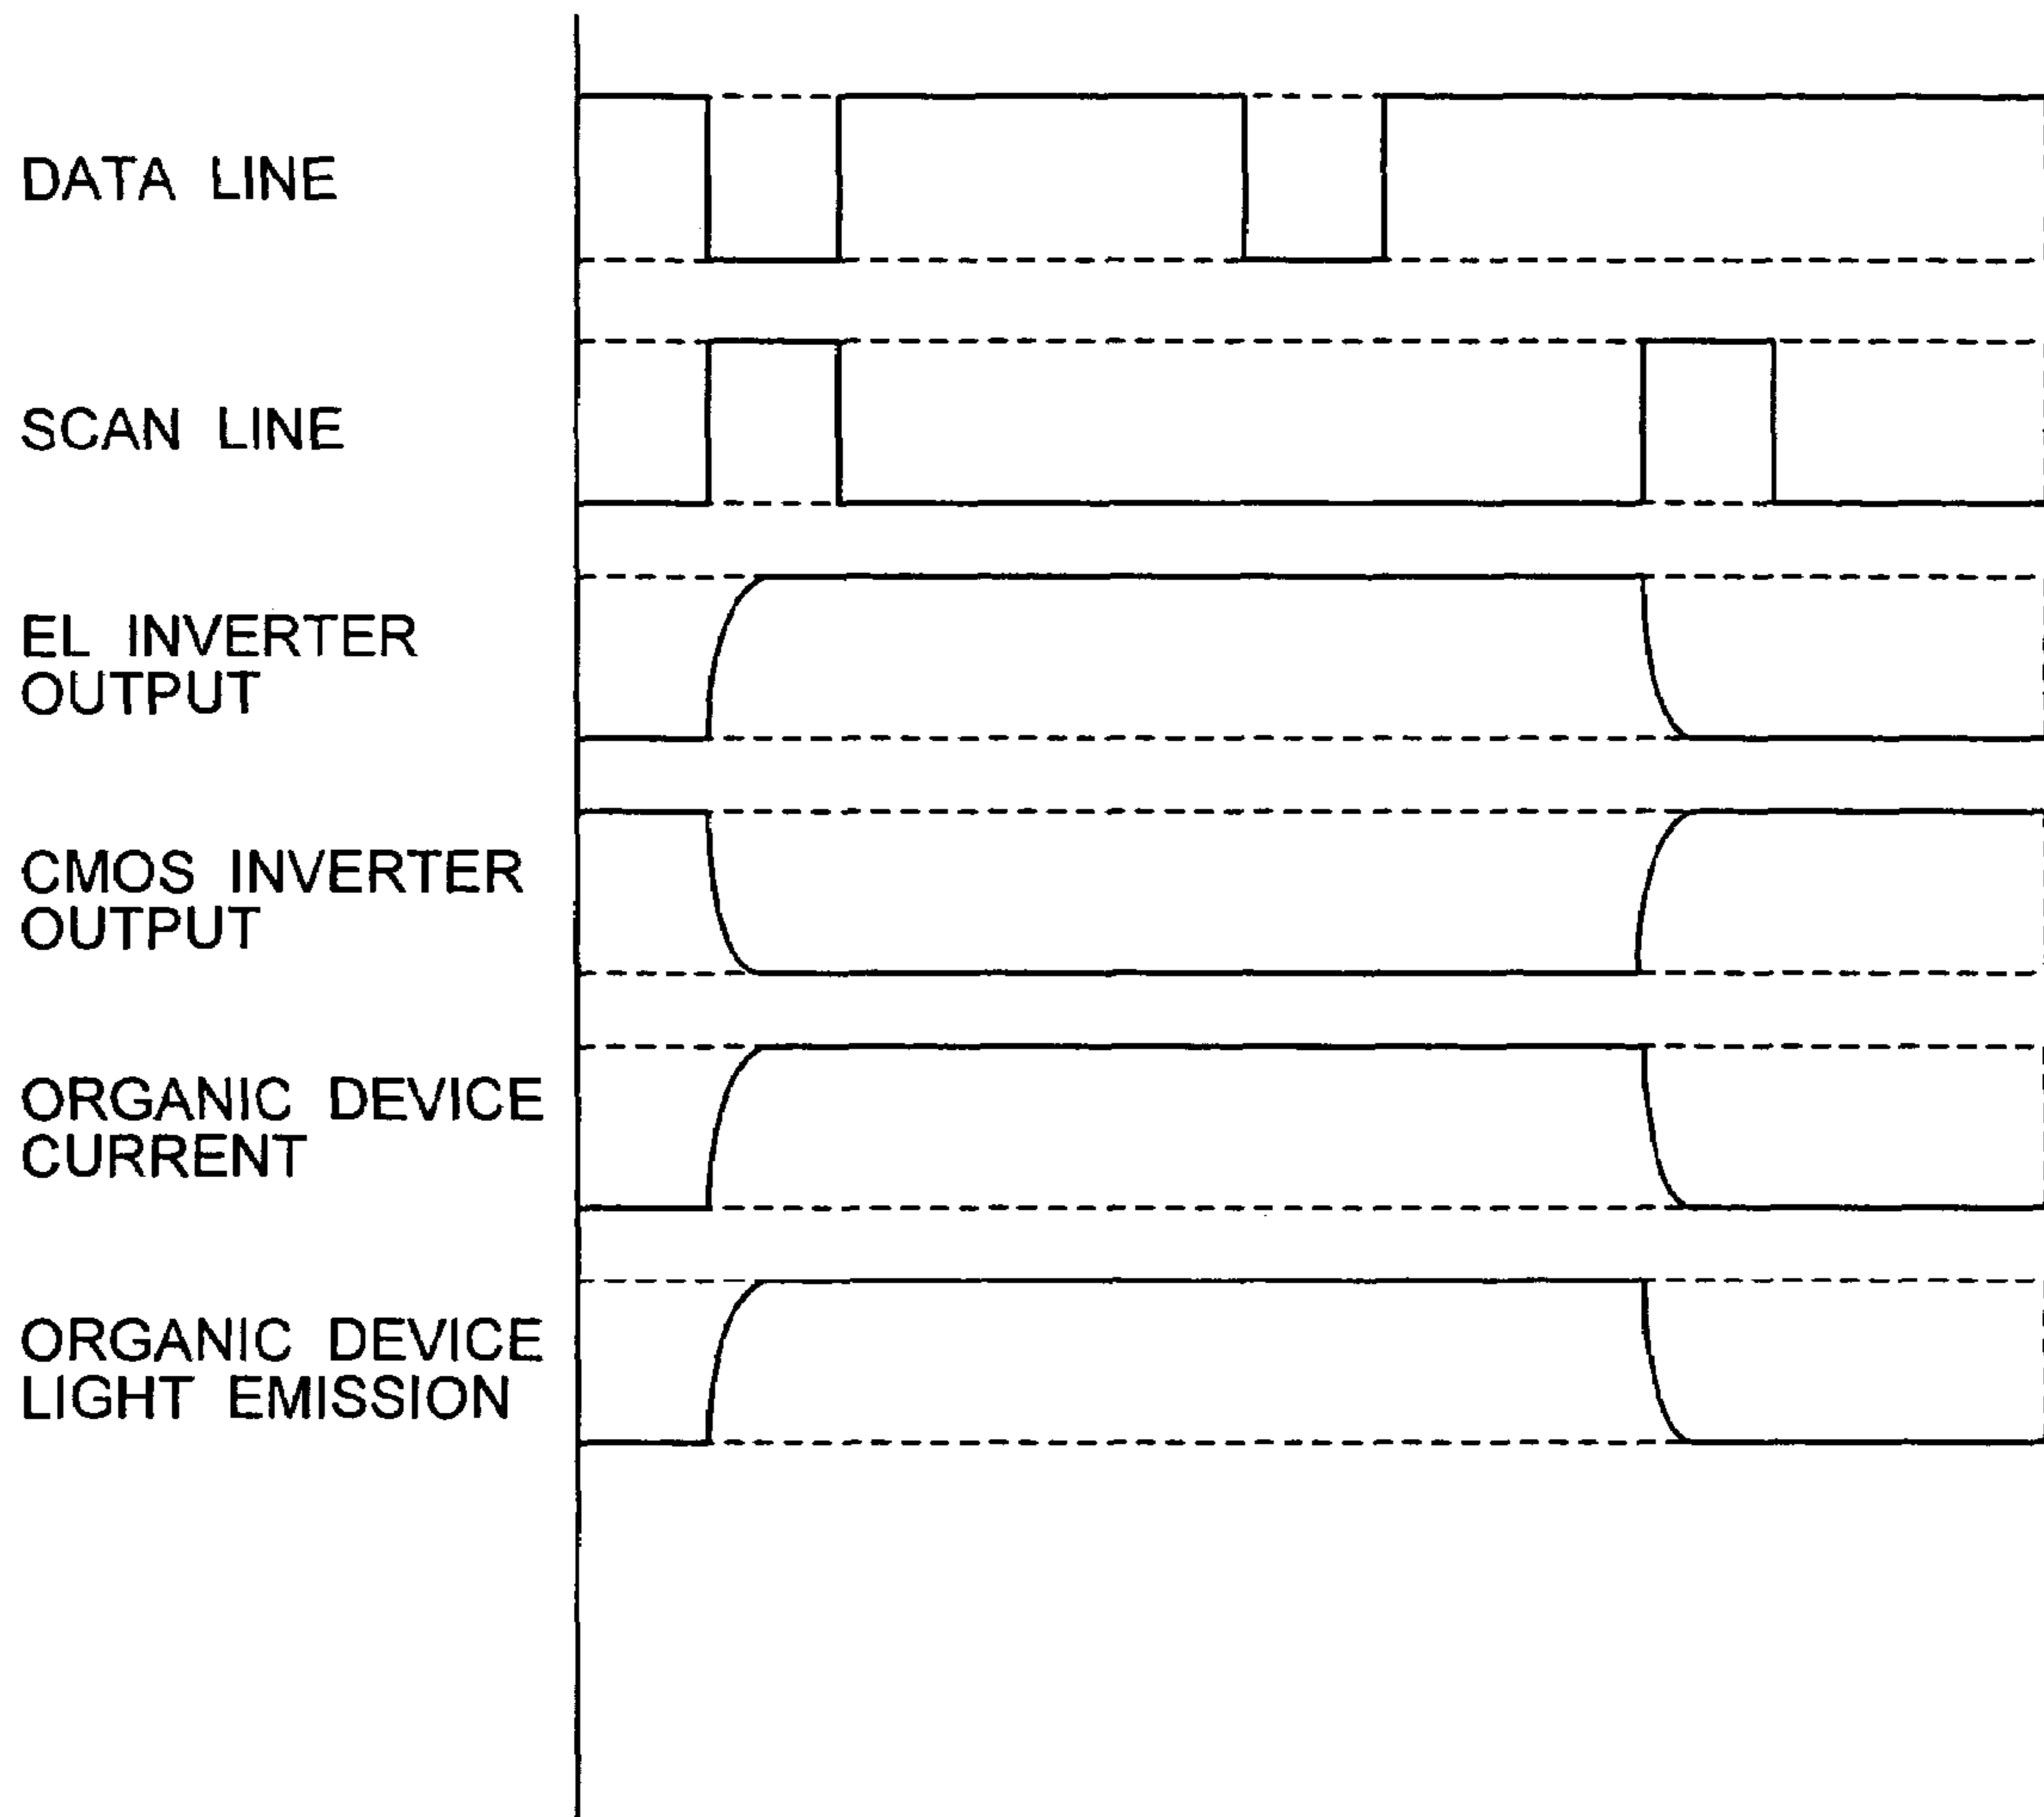 DATA LINE
SCAN LINE
EL INVERTER
OUTPUT
CMOS INVERTER
OUTPUT
ORGANIC DEVICE
CURRENT
ORGANIC DEVICE
LIGHT EMISSION